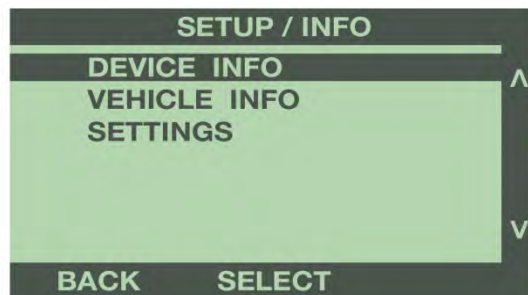 SETUP / INFO
DEVICE INFO
VEHICLE INFO
SETTINGS
BACK SELECT